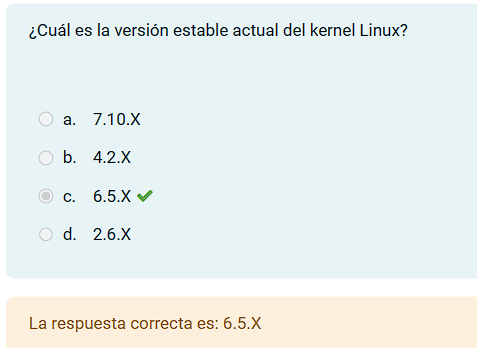 ¿Cuál es la versión estable actual del kernel Linux?
a. 7.10.X
b. 4.2.X
c. 6.5.X
d. 2.6.X
La respuesta correcta es: 6.5.X